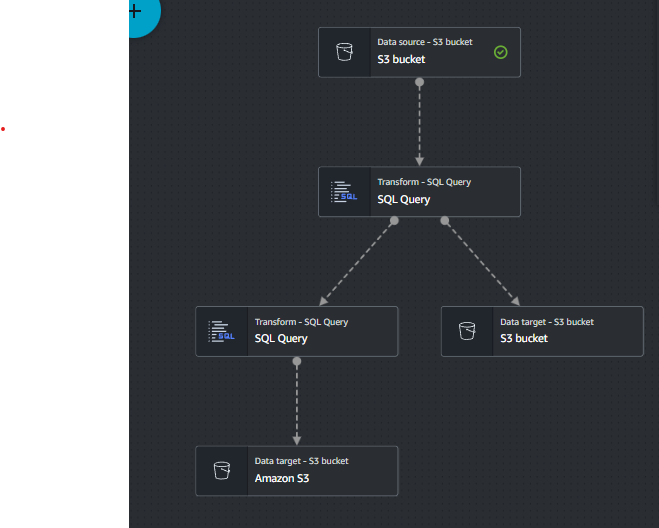 Data source - S3 bucket
S3 bucket
Transform - SQL Query
SQL Query
SQL
Transform - SQL Query
SQL Query
SQL
Data target - S3 bucket
S3 bucket
Data target - S3 bucket
Amazon S3